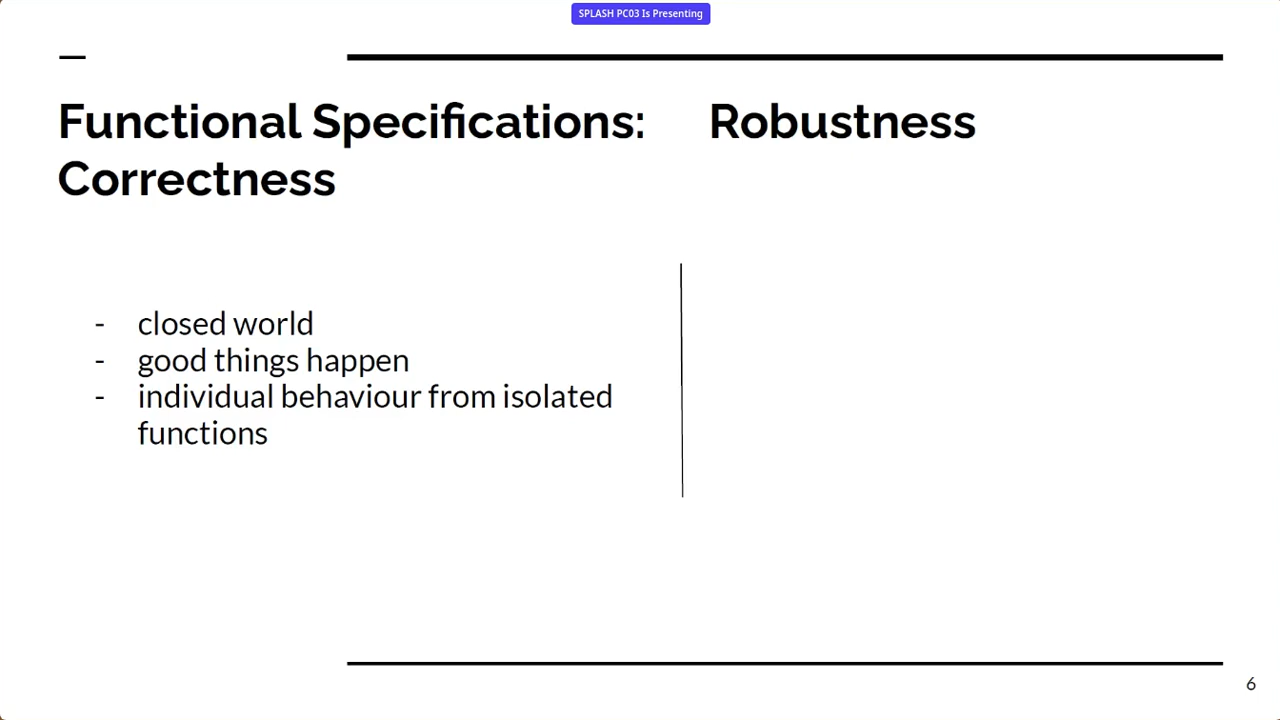 SPLASH PC03 Is Presenting
Functional Specifications:
Correctness
Robustness
- closed world
- good things happen
- individual behaviour from isolated
functions
6